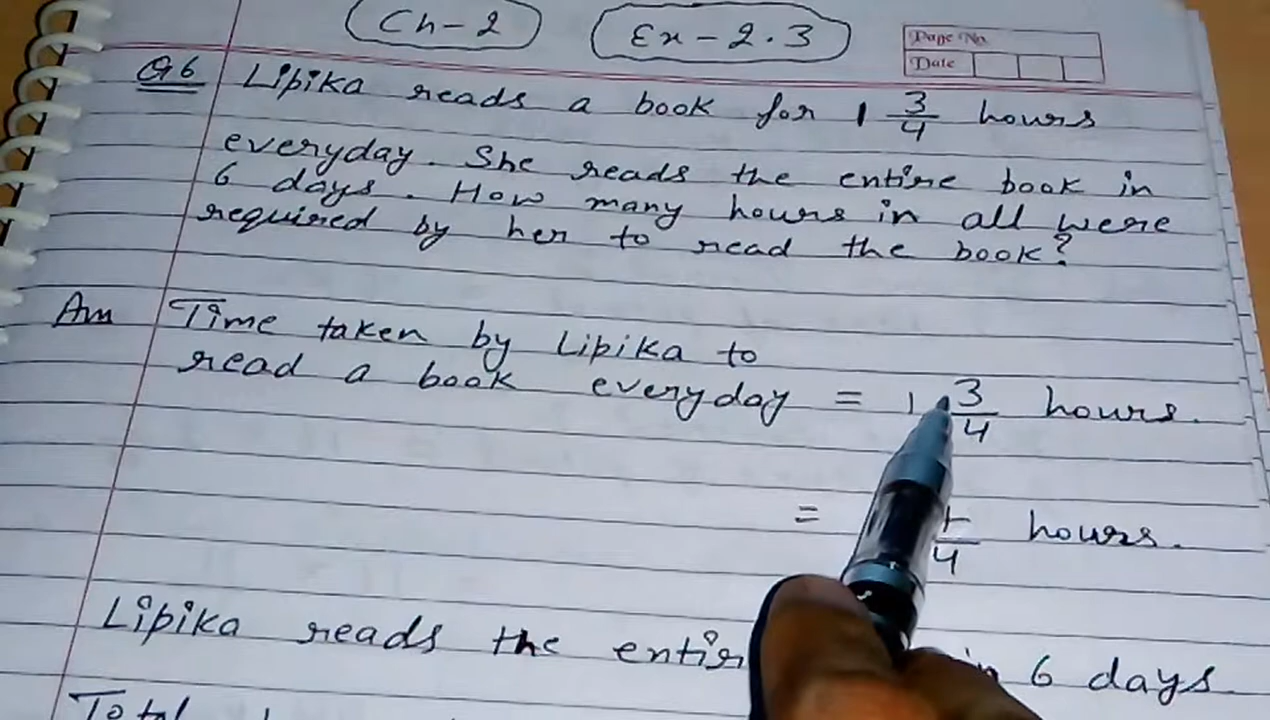 Ch-2
Ex-2.3
Page No.
Date
Q6 Lipika reads a book for 1 3/4 hours
everyday. She reads the entire book in
6 days. How many hours in all were
required by her to read the book?
Ans Time taken by Lipika to
read a book everyday = 1 3/4 hours.
= /4 hours.
Lipika reads the in 6 days
Total